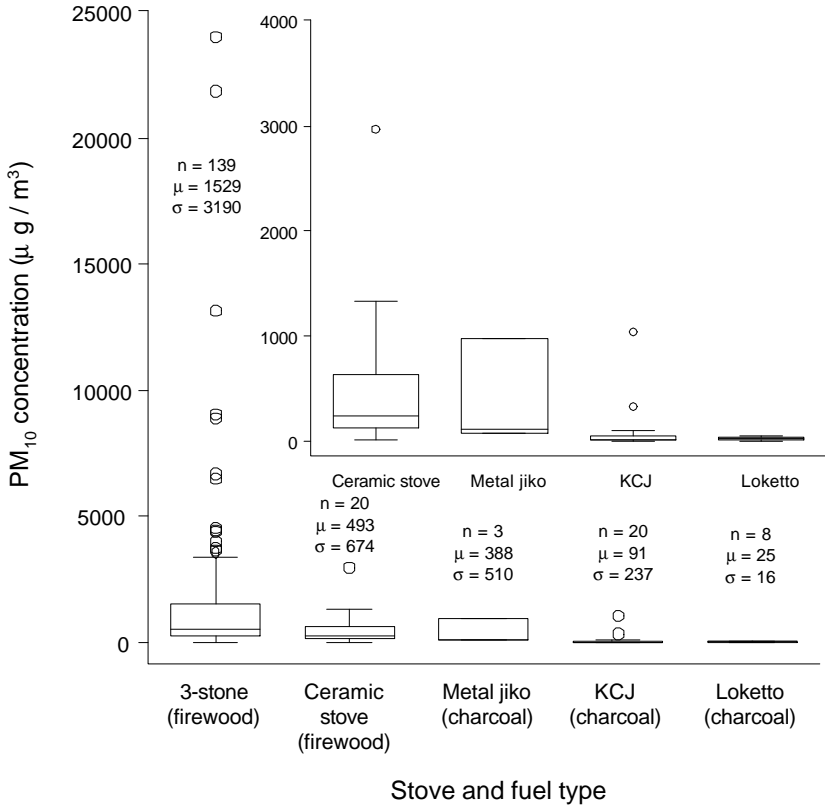 PM10 concentration (μ g / m3)
25000
20000
15000
10000
5000
0
n = 139
μ = 1529
σ = 3190
4000
3000
2000
1000
0
Ceramic stove Metal jiko KCJ Loketto
n = 20
μ = 493
σ = 674
n = 3
μ = 388
σ = 510
n = 20
μ = 91
σ = 237
n = 8
μ = 25
σ = 16
3-stone
(firewood)
Ceramic
stove
(firewood)
Metal jiko
(charcoal)
KCJ
(charcoal)
Loketto
(charcoal)
Stove and fuel type